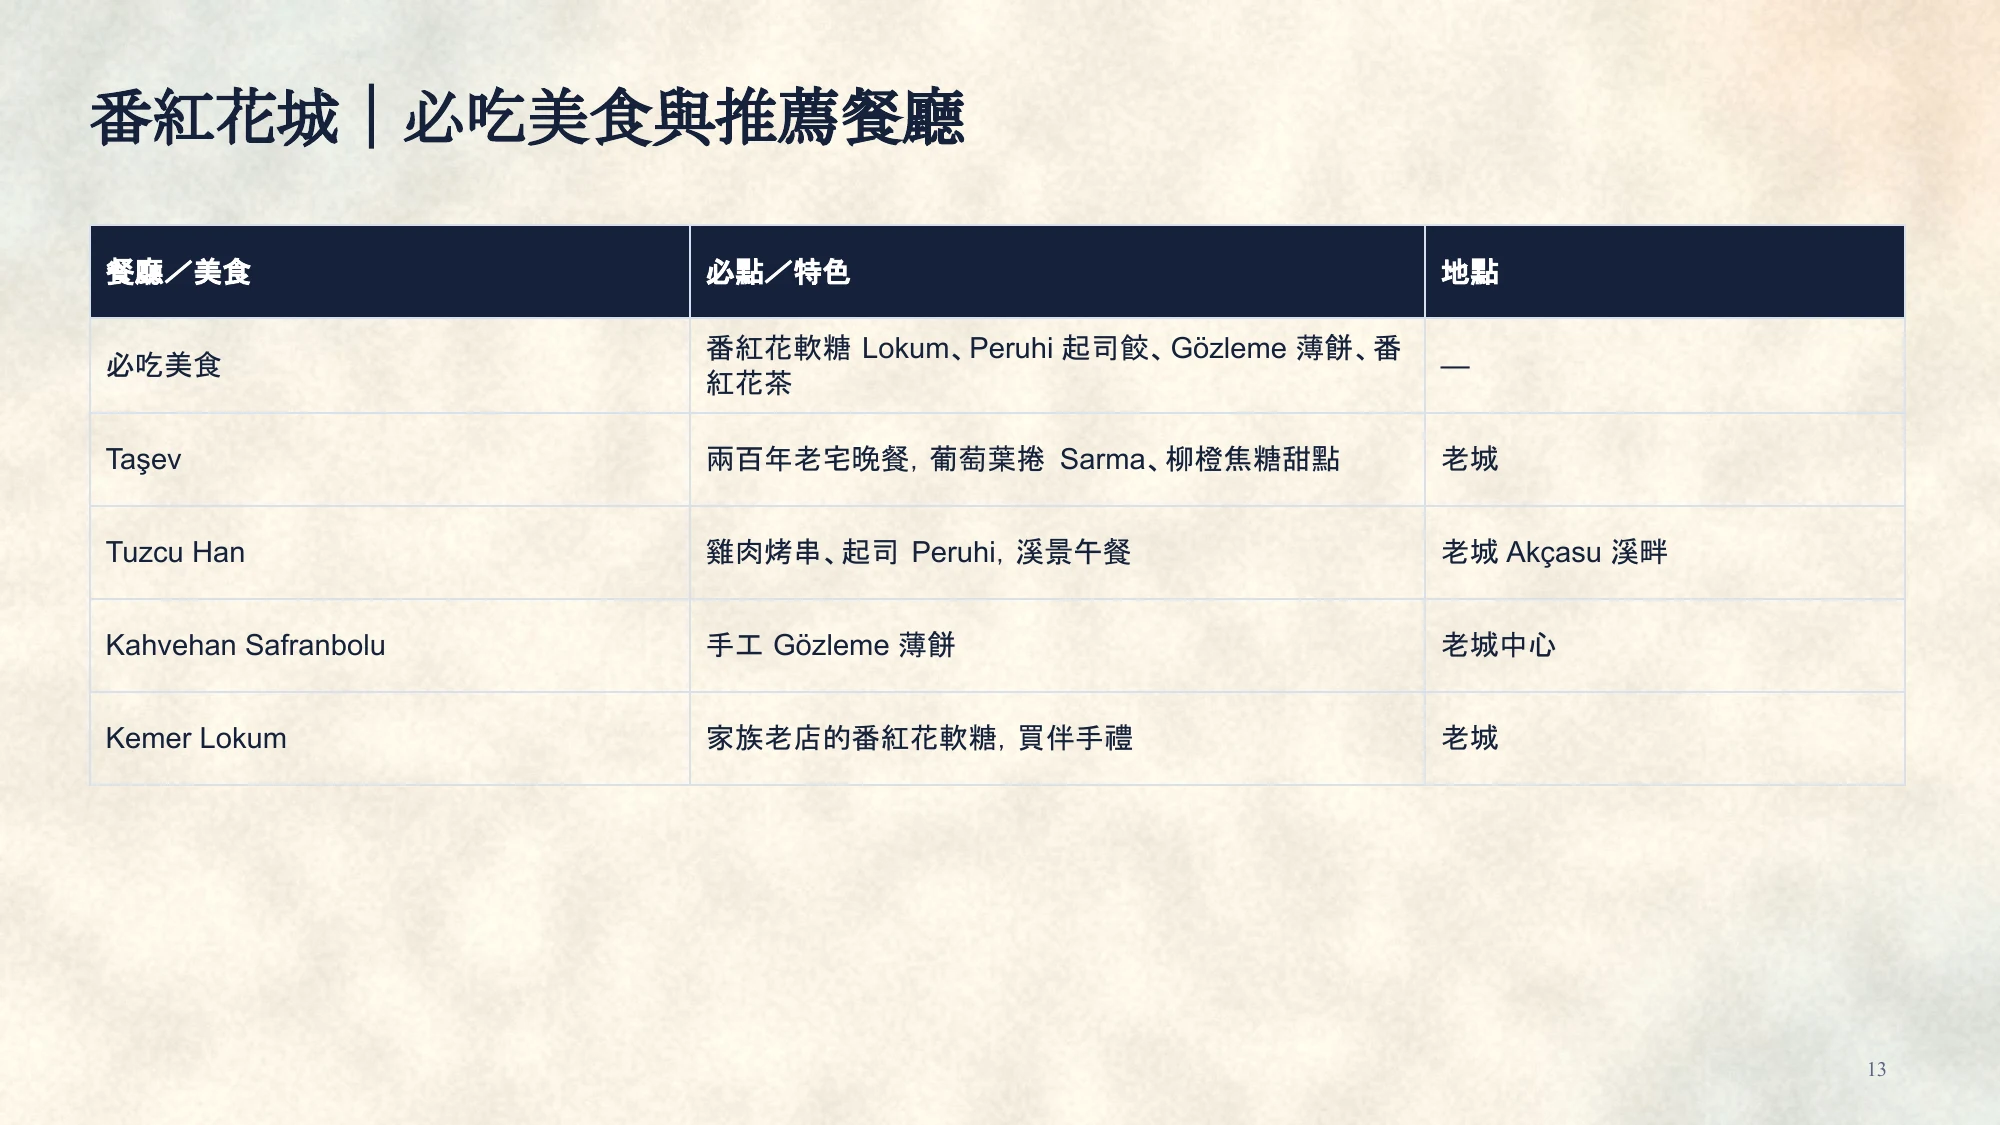 番紅花城｜必吃美食與推薦餐廳
餐廳／美食
必點／特色
地點
必吃美食
番紅花軟糖 Lokum、Peruhi 起司餃、Gözleme 薄餅、番
紅花茶
—
Taşev
兩百年老宅晚餐，葡萄葉捲 Sarma、柳橙焦糖甜點
老城
Tuzcu Han
雞肉烤串、起司 Peruhi，溪景午餐
老城 Akçasu 溪畔
Kahvehan Safranbolu
手工 Gözleme 薄餅
老城中心
Kemer Lokum
家族老店的番紅花軟糖，買伴手禮
老城
13